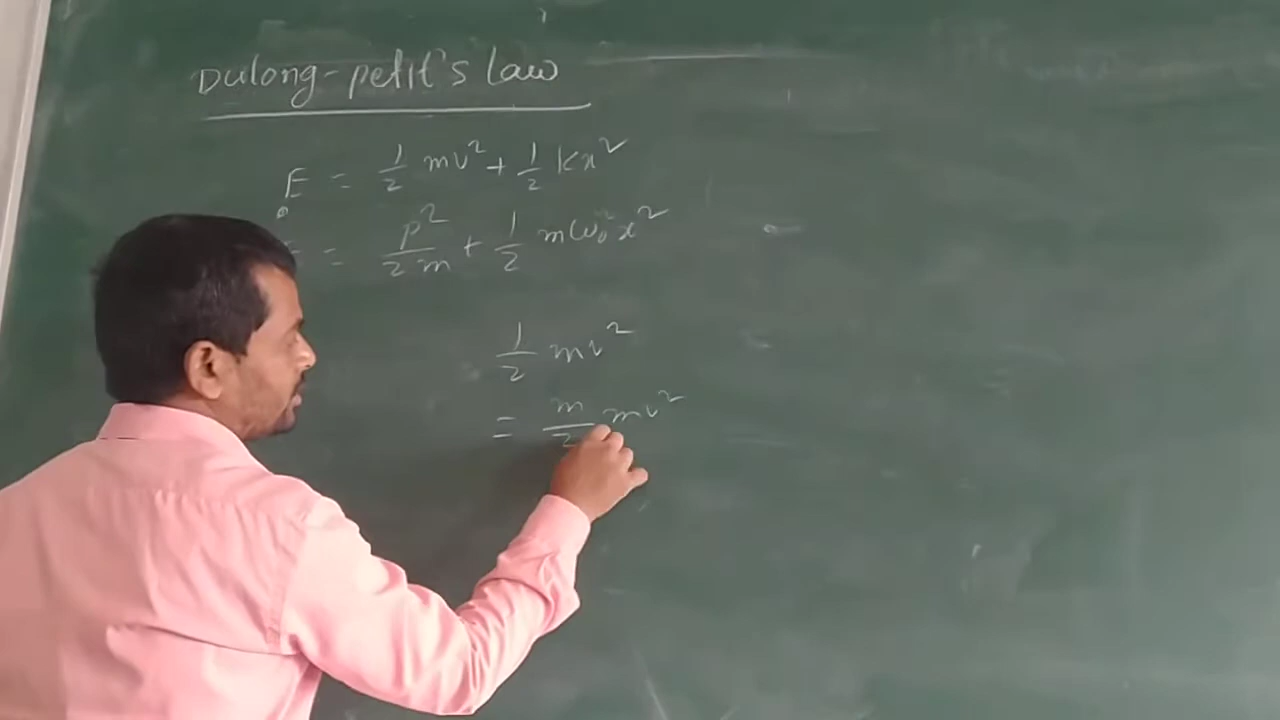 Dulong-petit's law
E = 1/2 mv² + 1/2 kx²
= p²/2m + 1/2 mω₀²x²
1/2 mv²
= m/2 mv²